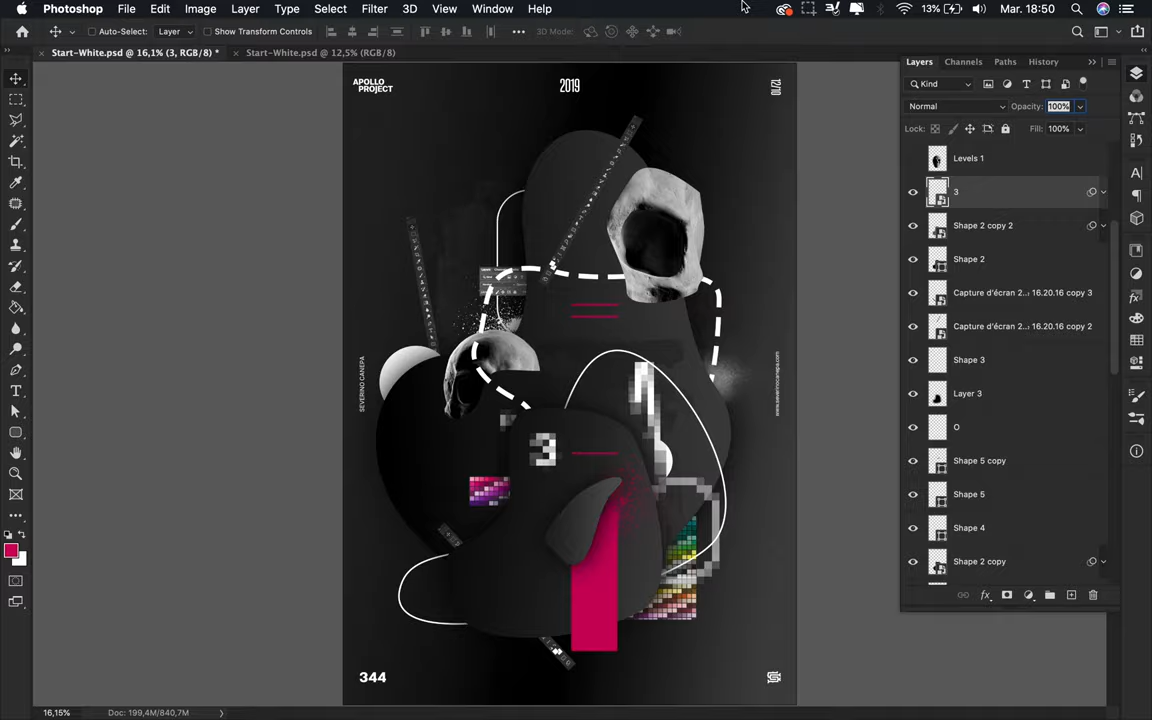 Photoshop File Edit Image Layer Type Select Filter 3D View Window Help 13% Mar. 18:50
Auto-Select: Layer Show Transform Controls 3D Mode:
Start-White.psd @ 16,1% (3, RGB/8) * Start-White.psd @ 12,5% (RGB/8)
APOLLO
PROJECT
2019
12/10
SEVERINO CANEPA
www.severinocanepa.com
3
344
Layers Channels Paths History
Kind
Normal Opacity: 100%
Lock: Fill: 100%
Levels 1
3
Shape 2 copy 2
Shape 2
Capture d'écran 2... 16.20.16 copy 3
Capture d'écran 2... 16.20.16 copy 2
Shape 3
Layer 3
O
Shape 5 copy
Shape 5
Shape 4
Shape 2 copy
16,15% Doc: 199,4M/840,7M